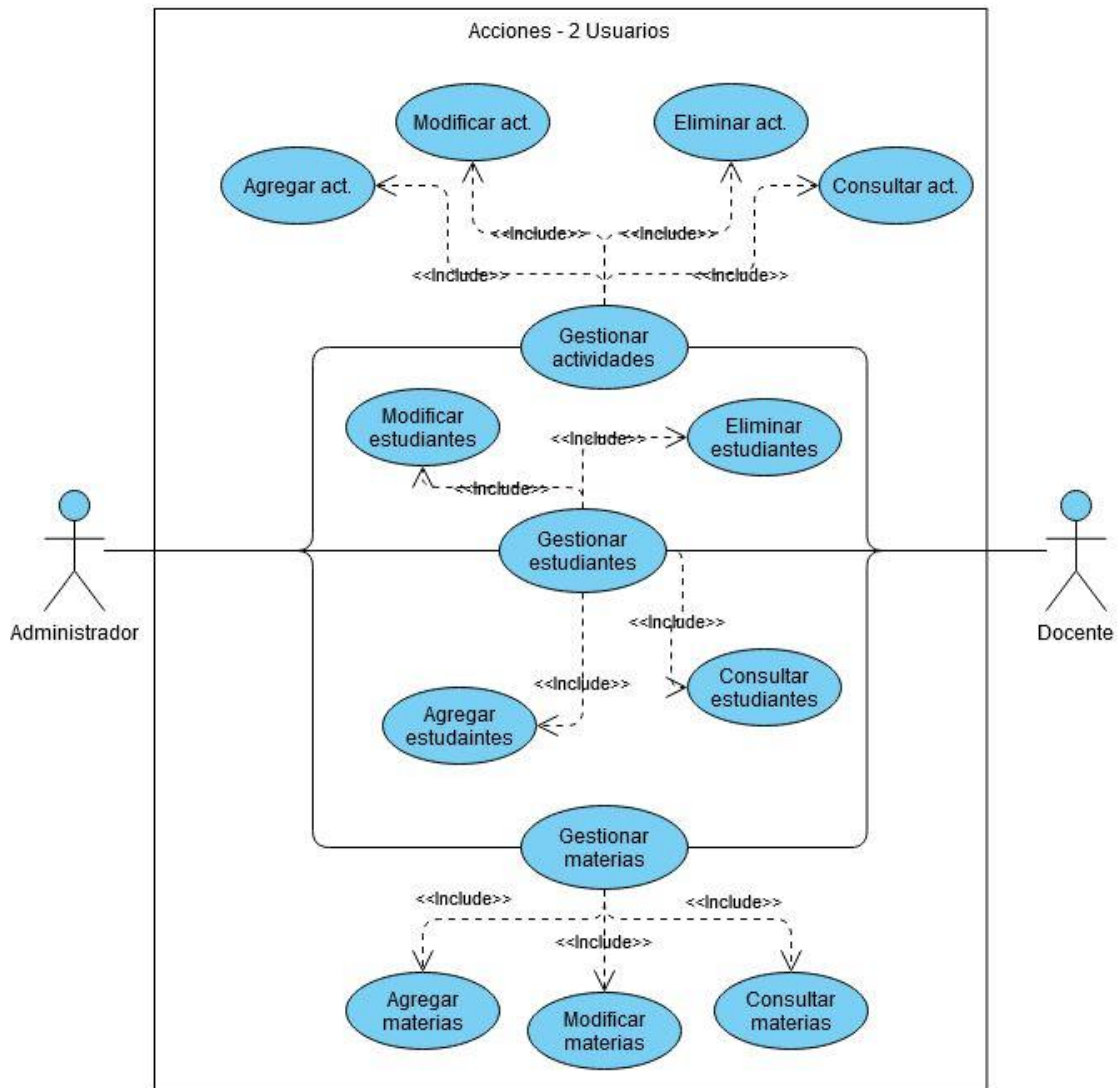 Acciones - 2 Usuarios
Modificar act.
Eliminar act.
Agregar act.
Consultar act.
<<Include>>
<<Include>>
<<Include>>
<<Include>>
Gestionar
actividades
Modificar
estudiantes
Eliminar
estudiantes
<<Include>>
<<Include>>
Gestionar
estudiantes
Administrador
Docente
<<Include>>
<<Include>>
Consultar
estudiantes
Agregar
estudaintes
Gestionar
materias
<<Include>>
<<Include>>
<<Include>>
Agregar
materias
Modificar
materias
Consultar
materias